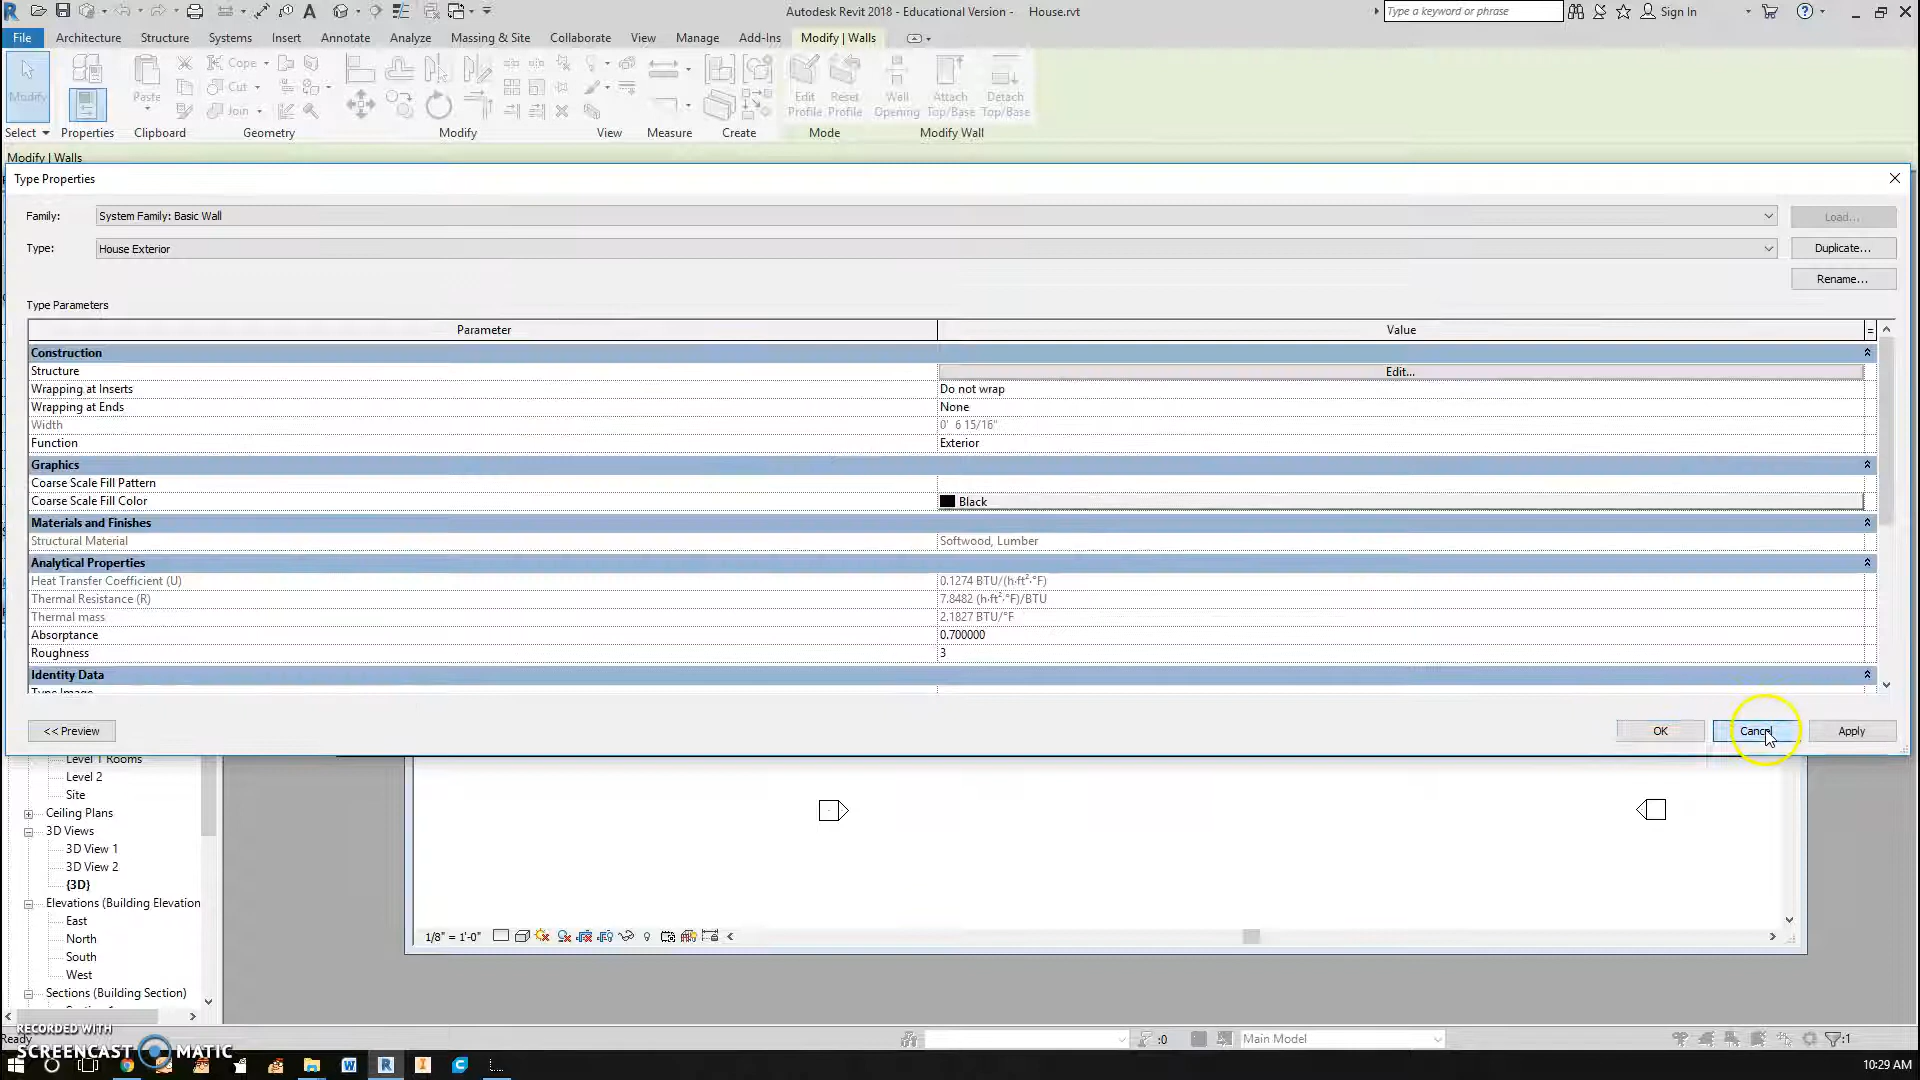 Autodesk Revit 2018 - Educational Version - House.rvt
Type a keyword or phrase
Sign In
File Architecture Structure Systems Insert Annotate Analyze Massing & Site Collaborate View Manage Add-Ins Modify | Walls
Modify Paste Cope Cut Join Edit Profile Reset Profile Wall Opening Attach Top/Base Detach Top/Base
Select Properties Clipboard Geometry Modify View Measure Create Mode Modify Wall
Modify | Walls
Type Properties
Family: System Family: Basic Wall Load...
Type: House Exterior Duplicate...
Rename...
Type Parameters
Parameter Value =
Construction
Structure Edit...
Wrapping at Inserts Do not wrap
Wrapping at Ends None
Width 0' 6 15/16"
Function Exterior
Graphics
Coarse Scale Fill Pattern
Coarse Scale Fill Color Black
Materials and Finishes
Structural Material Softwood, Lumber
Analytical Properties
Heat Transfer Coefficient (U) 0.1274 BTU/(h·ft²·°F)
Thermal Resistance (R) 7.8482 (h·ft²·°F)/BTU
Thermal mass 2.1827 BTU/°F
Absorptance 0.700000
Roughness 3
Identity Data
Type Image
<< Preview OK Cancel Apply
Level 1 Rooms
Level 2
Site
Ceiling Plans
3D Views
3D View 1
3D View 2
{3D}
Elevations (Building Elevation
East
North
South
West
Sections (Building Section)
1/8" = 1'-0"
RECORDED WITH
Ready :0 Main Model :1
SCREENCAST MATIC
10:29 AM